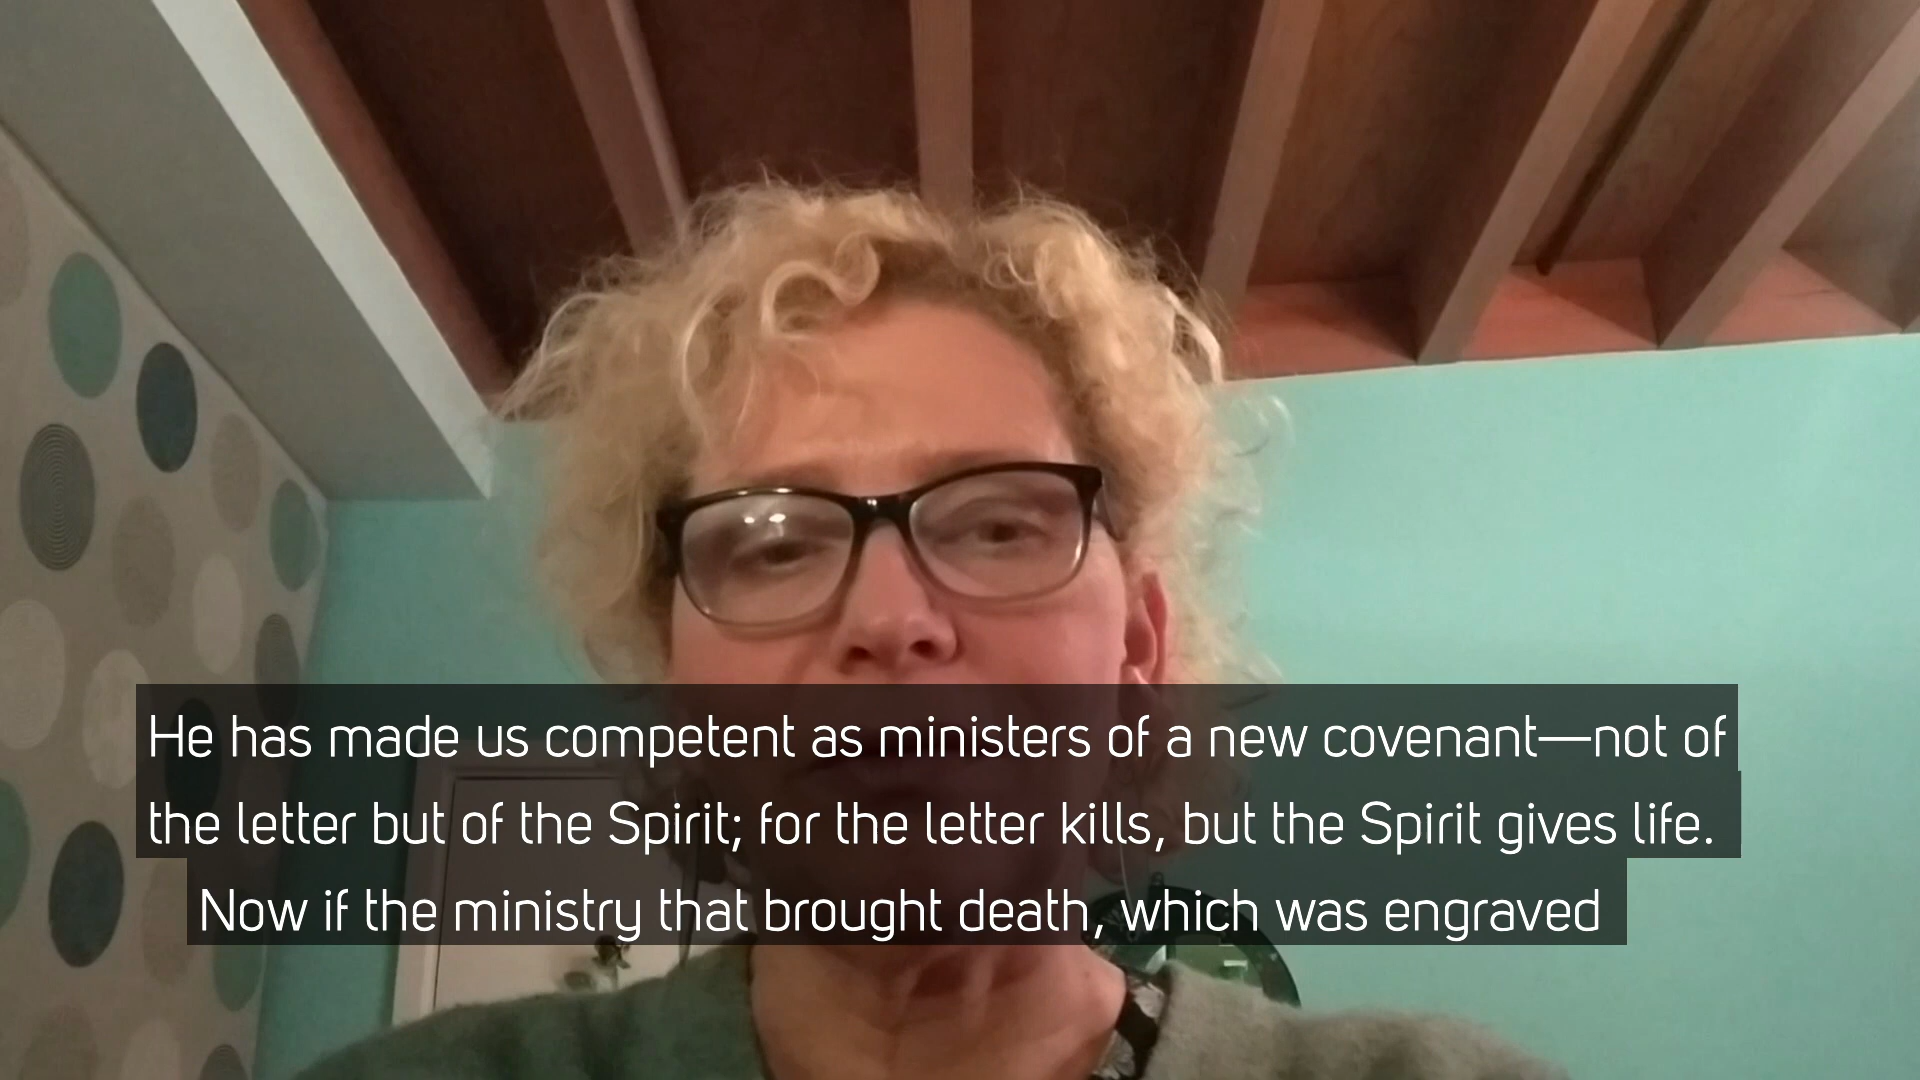 He has made us competent as ministers of a new covenant—not of
the letter but of the Spirit; for the letter kills, but the Spirit gives life.
Now if the ministry that brought death, which was engraved